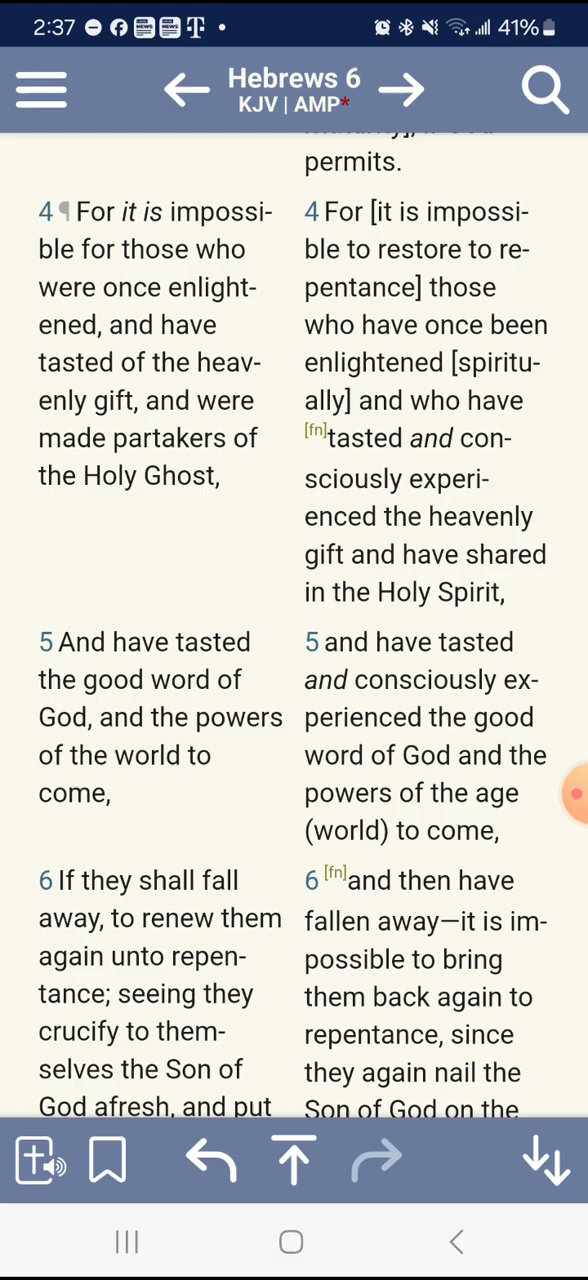 2:37
41%
Hebrews 6
KJV | AMP*
permits.
4 ¶ For it is impossi-
ble for those who
were once enlight-
ened, and have
tasted of the heav-
enly gift, and were
made partakers of
the Holy Ghost,
4 For [it is impossi-
ble to restore to re-
pentance] those
who have once been
enlightened [spiritu-
ally] and who have
[fn]tasted and con-
sciously experi-
enced the heavenly
gift and have shared
in the Holy Spirit,
5 And have tasted
the good word of
God, and the powers
of the world to
come,
5 and have tasted
and consciously ex-
perienced the good
word of God and the
powers of the age
(world) to come,
6 If they shall fall
away, to renew them
again unto repen-
tance; seeing they
crucify to them-
selves the Son of
God afresh, and put
6 [fn]and then have
fallen away—it is im-
possible to bring
them back again to
repentance, since
they again nail the
Son of God on the